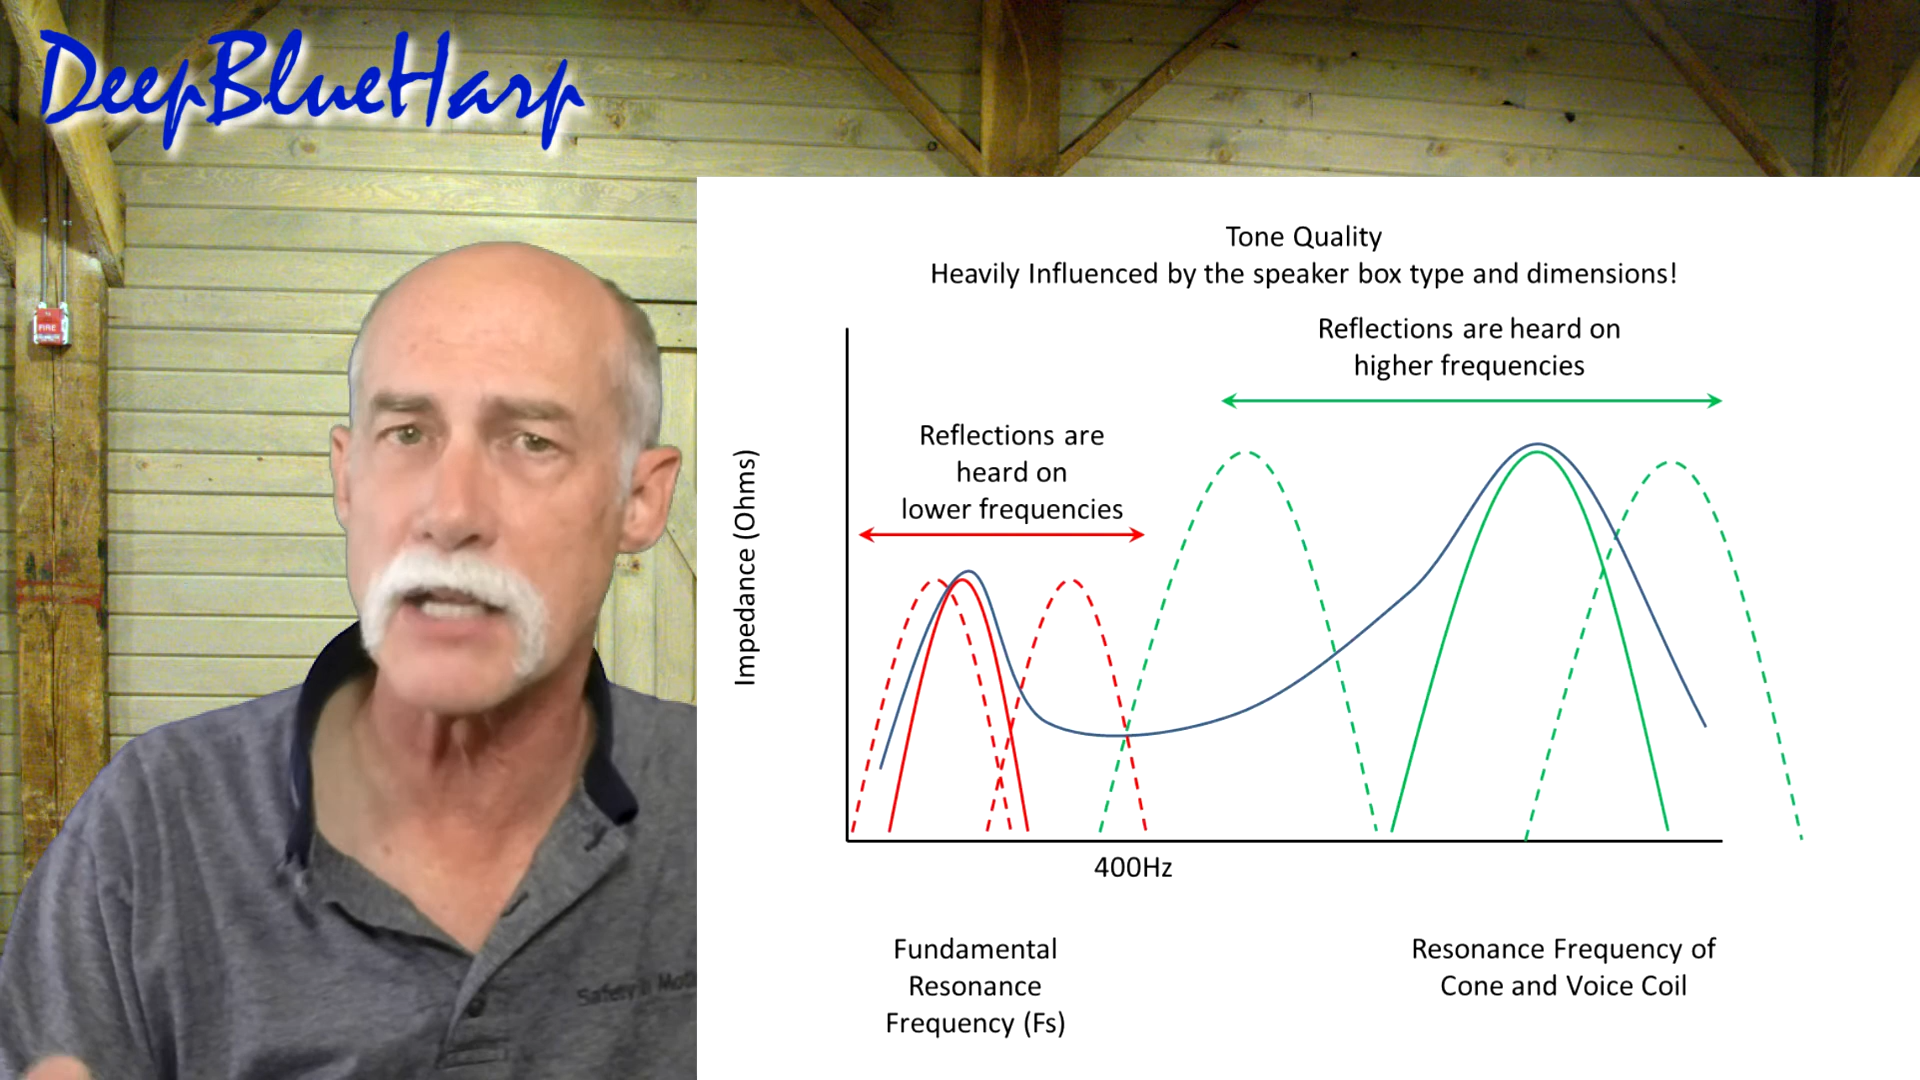 DeepBlueHarp
FIRE
Tone Quality
Heavily Influenced by the speaker box type and dimensions!
Reflections are heard on
higher frequencies
Reflections are
heard on
lower frequencies
Impedance (Ohms)
400Hz
Fundamental
Resonance
Frequency (Fs)
Resonance Frequency of
Cone and Voice Coil
Safety